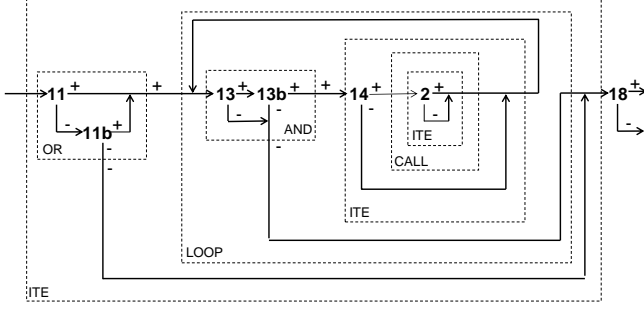 11 + + 13 + 13b + + 14 + 2 + 18 +
- 11b + - - - - -
OR - AND - ITE
- CALL
ITE
LOOP
ITE